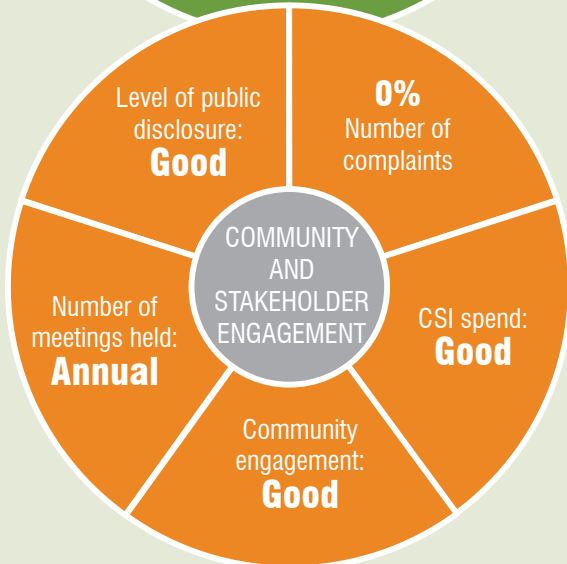 Level of public
disclosure:
Good
0%
Number of
complaints
COMMUNITY
AND
STAKEHOLDER
ENGAGEMENT
Number of
meetings held:
Annual
CSI spend:
Good
Community
engagement:
Good